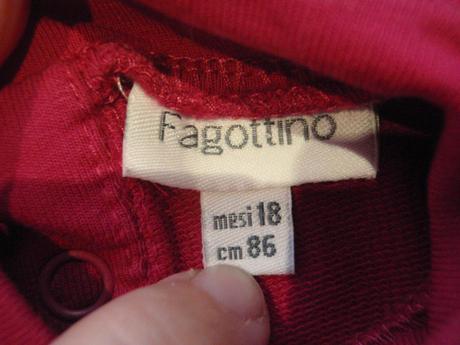 Fagottino
mesi 18
cm 86